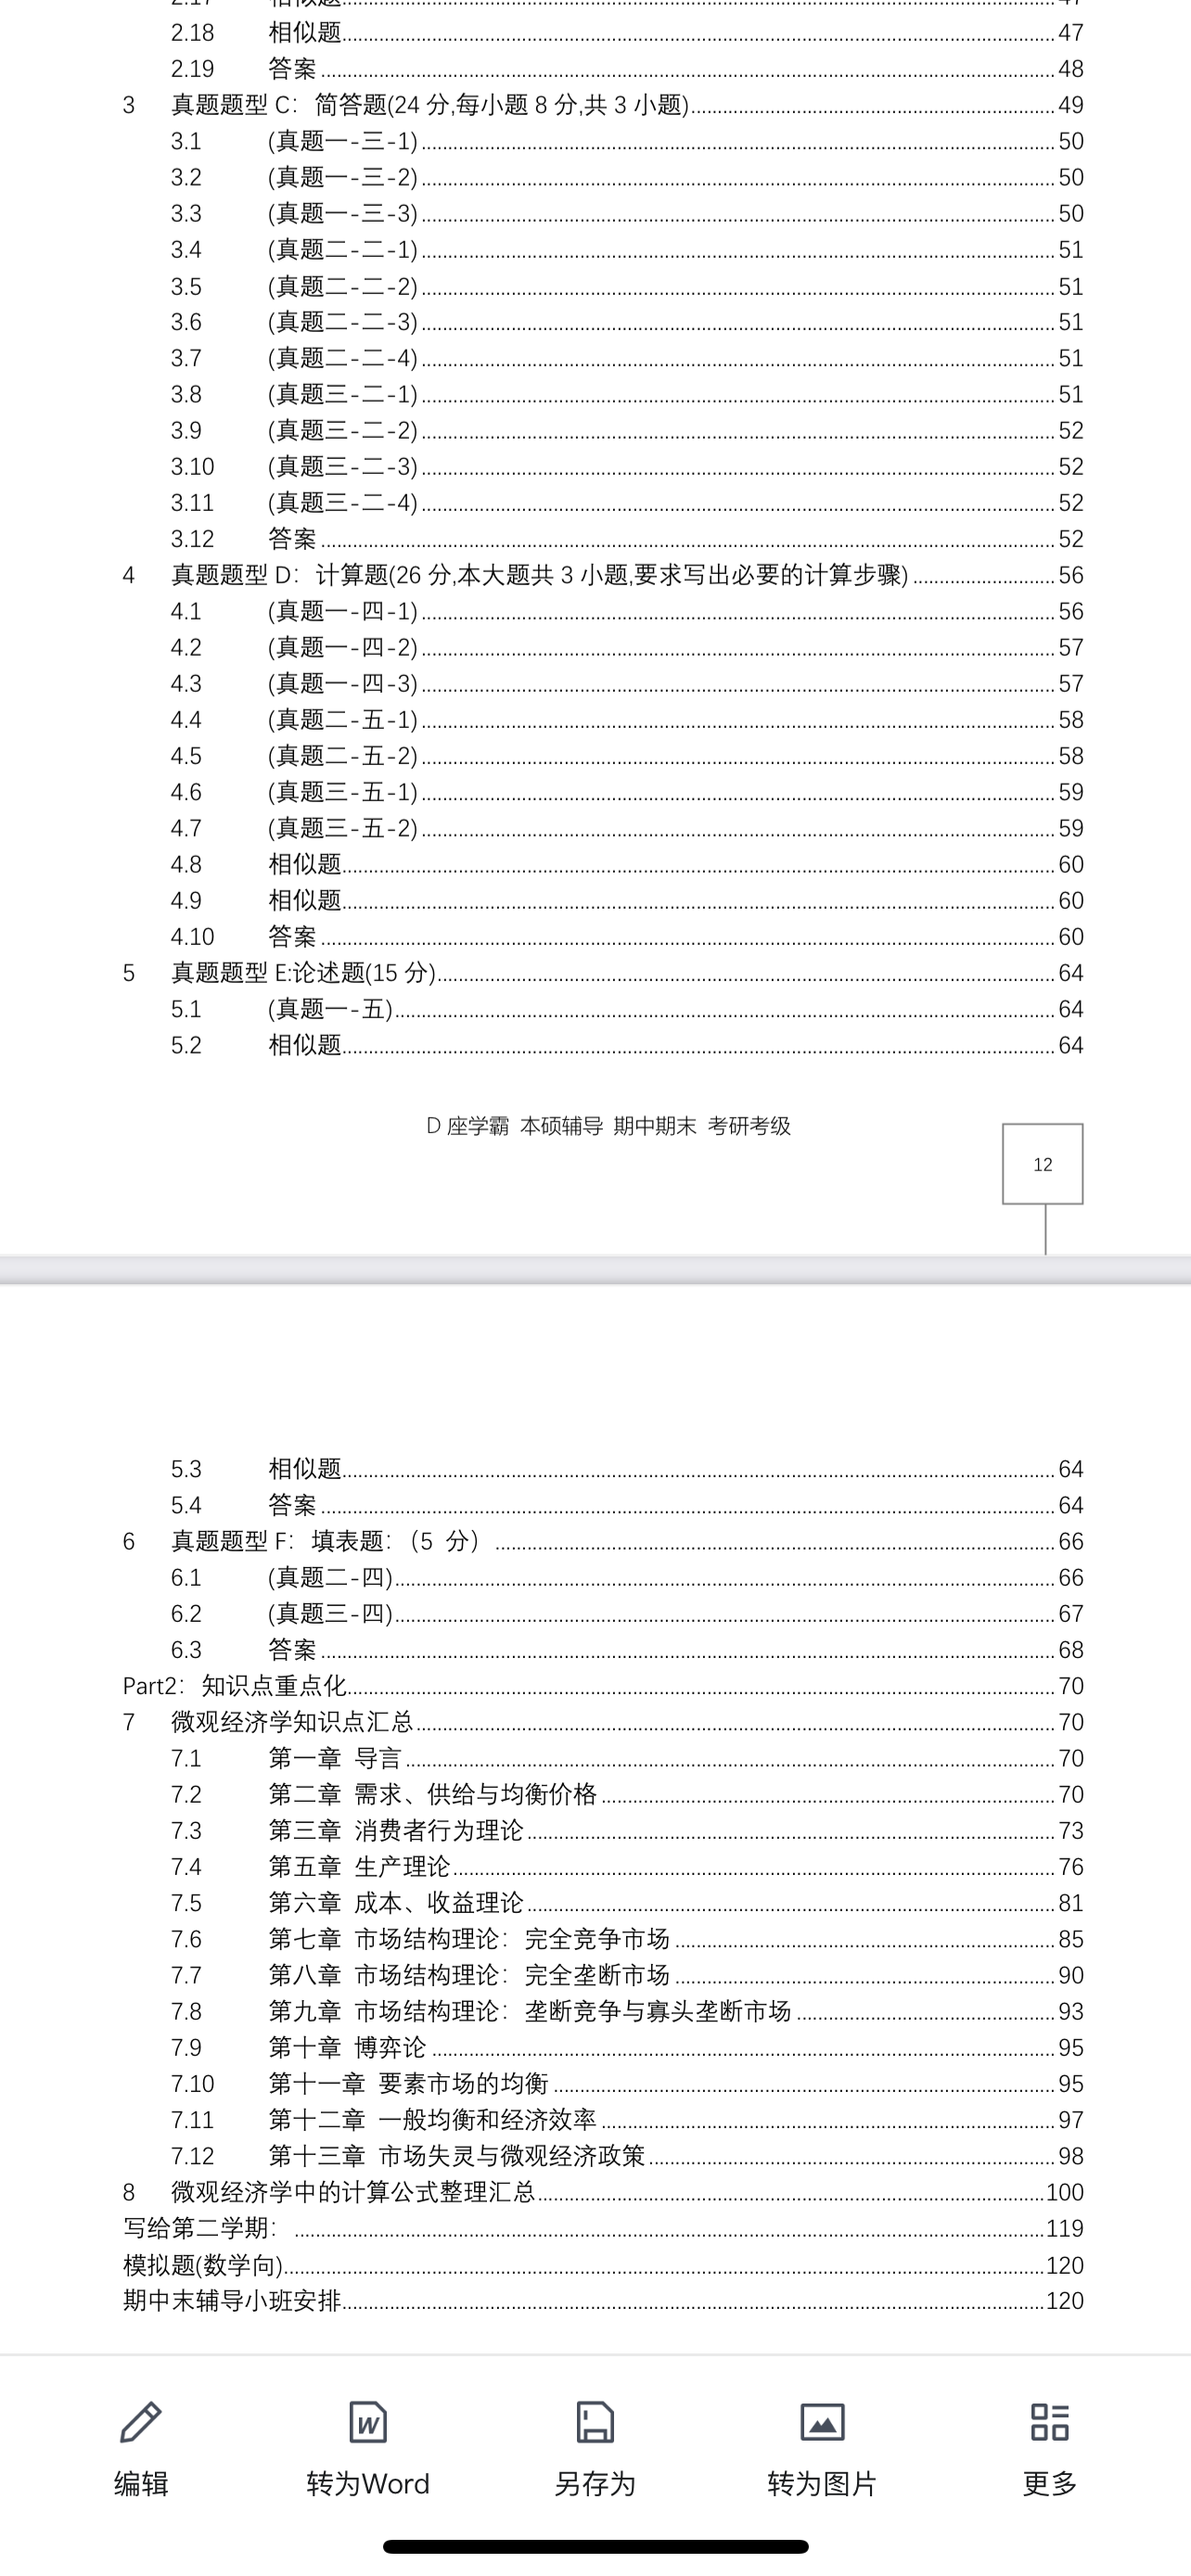 2.18 相似题 47
2.19 答案 48
3 真题题型 C：简答题(24 分,每小题 8 分,共 3 小题) 49
3.1 (真题一-三-1) 50
3.2 (真题一-三-2) 50
3.3 (真题一-三-3) 50
3.4 (真题二-二-1) 51
3.5 (真题二-二-2) 51
3.6 (真题二-二-3) 51
3.7 (真题二-二-4) 51
3.8 (真题三-二-1) 51
3.9 (真题三-二-2) 52
3.10 (真题三-二-3) 52
3.11 (真题三-二-4) 52
3.12 答案 52
4 真题题型 D：计算题(26 分,本大题共 3 小题,要求写出必要的计算步骤) 56
4.1 (真题一-四-1) 56
4.2 (真题一-四-2) 57
4.3 (真题一-四-3) 57
4.4 (真题二-五-1) 58
4.5 (真题二-五-2) 58
4.6 (真题三-五-1) 59
4.7 (真题三-五-2) 59
4.8 相似题 60
4.9 相似题 60
4.10 答案 60
5 真题题型 E:论述题(15 分) 64
5.1 (真题一-五) 64
5.2 相似题 64
D 座学霸 本硕辅导 期中期末 考研考级
12
5.3 相似题 64
5.4 答案 64
6 真题题型 F：填表题：（5 分） 66
6.1 (真题二-四) 66
6.2 (真题三-四) 67
6.3 答案 68
Part2：知识点重点化 70
7 微观经济学知识点汇总 70
7.1 第一章 导言 70
7.2 第二章 需求、供给与均衡价格 70
7.3 第三章 消费者行为理论 73
7.4 第五章 生产理论 76
7.5 第六章 成本、收益理论 81
7.6 第七章 市场结构理论：完全竞争市场 85
7.7 第八章 市场结构理论：完全垄断市场 90
7.8 第九章 市场结构理论：垄断竞争与寡头垄断市场 93
7.9 第十章 博弈论 95
7.10 第十一章 要素市场的均衡 95
7.11 第十二章 一般均衡和经济效率 97
7.12 第十三章 市场失灵与微观经济政策 98
8 微观经济学中的计算公式整理汇总 100
写给第二学期： 119
模拟题(数学向) 120
期中末辅导小班安排 120
编辑 转为Word 另存为 转为图片 更多